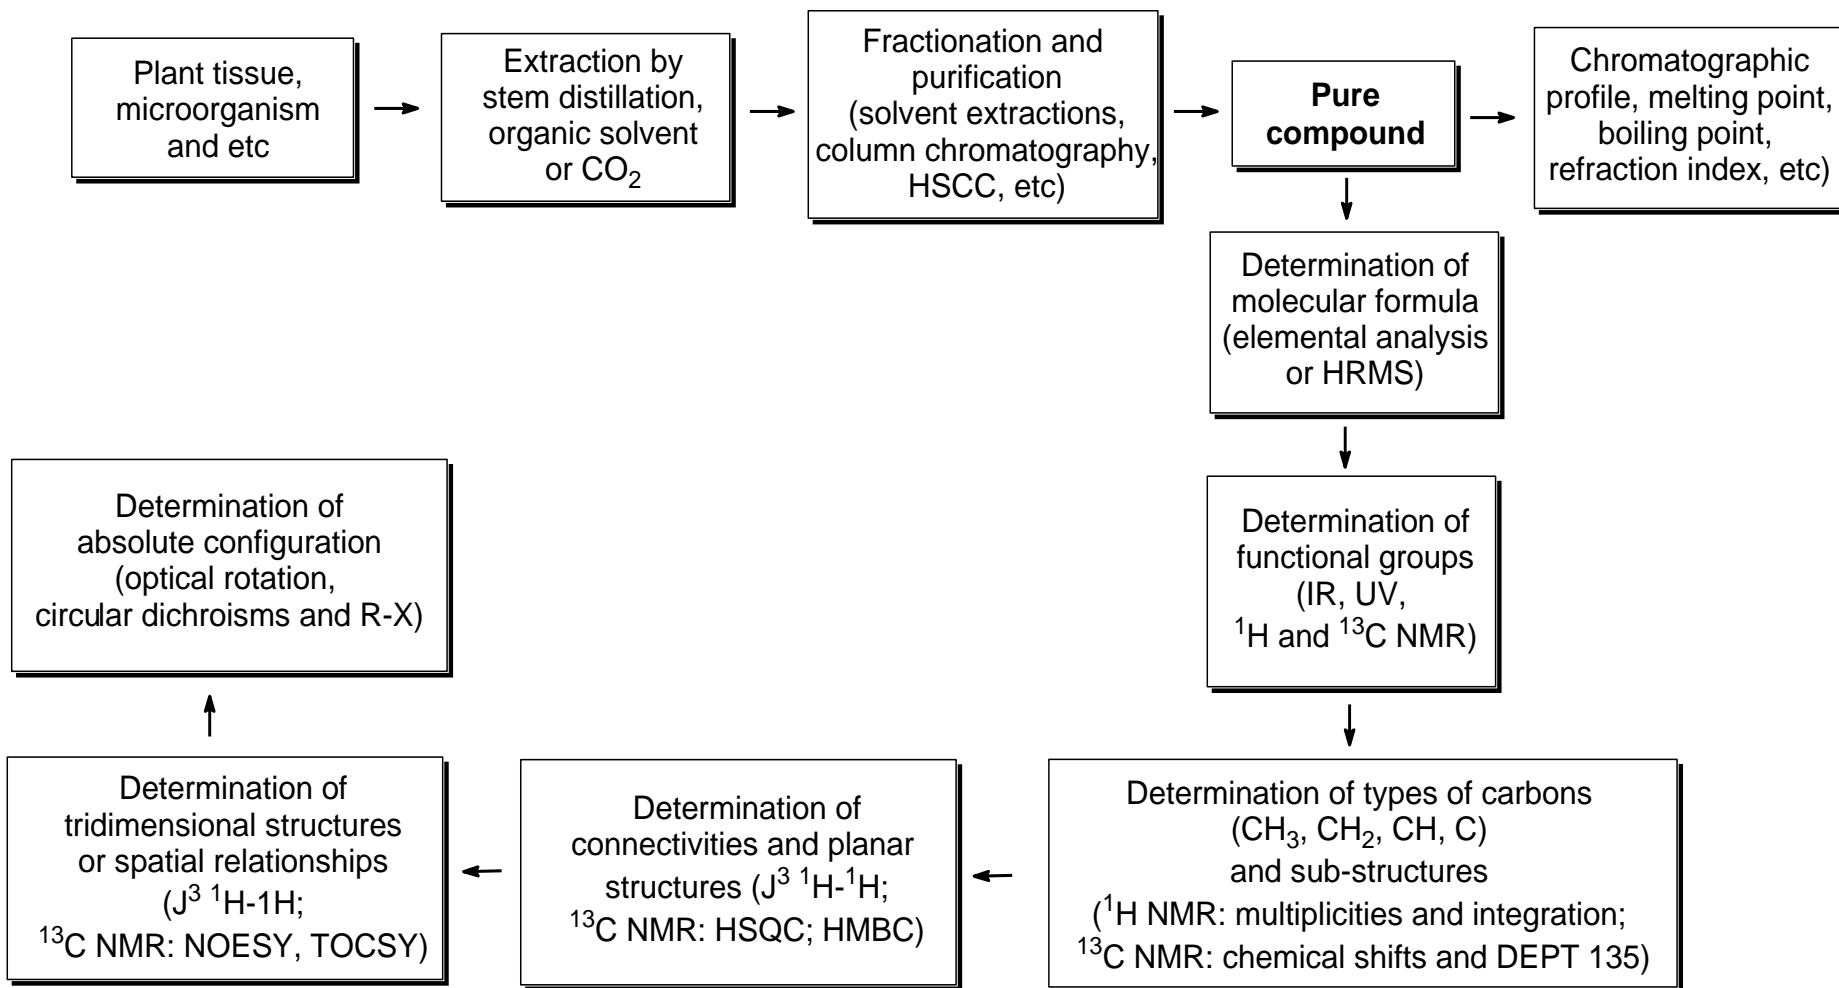 Plant tissue,
microorganism
and etc
Extraction by
stem distillation,
organic solvent
or CO₂
Fractionation and
purification
(solvent extractions,
column chromatography,
HSCC, etc)
Pure
compound
Chromatographic
profile, melting point,
boiling point,
refraction index, etc)
Determination of
molecular formula
(elemental analysis
or HRMS)
Determination of
functional groups
(IR, UV,
¹H and ¹³C NMR)
Determination of types of carbons
(CH₃, CH₂, CH, C)
and sub-structures
(¹H NMR: multiplicities and integration;
¹³C NMR: chemical shifts and DEPT 135)
Determination of
connectivities and planar
structures (J³ ¹H-¹H;
¹³C NMR: HSQC; HMBC)
Determination of
tridimensional structures
or spatial relationships
(J³ ¹H-1H;
¹³C NMR: NOESY, TOCSY)
Determination of
absolute configuration
(optical rotation,
circular dichroisms and R-X)